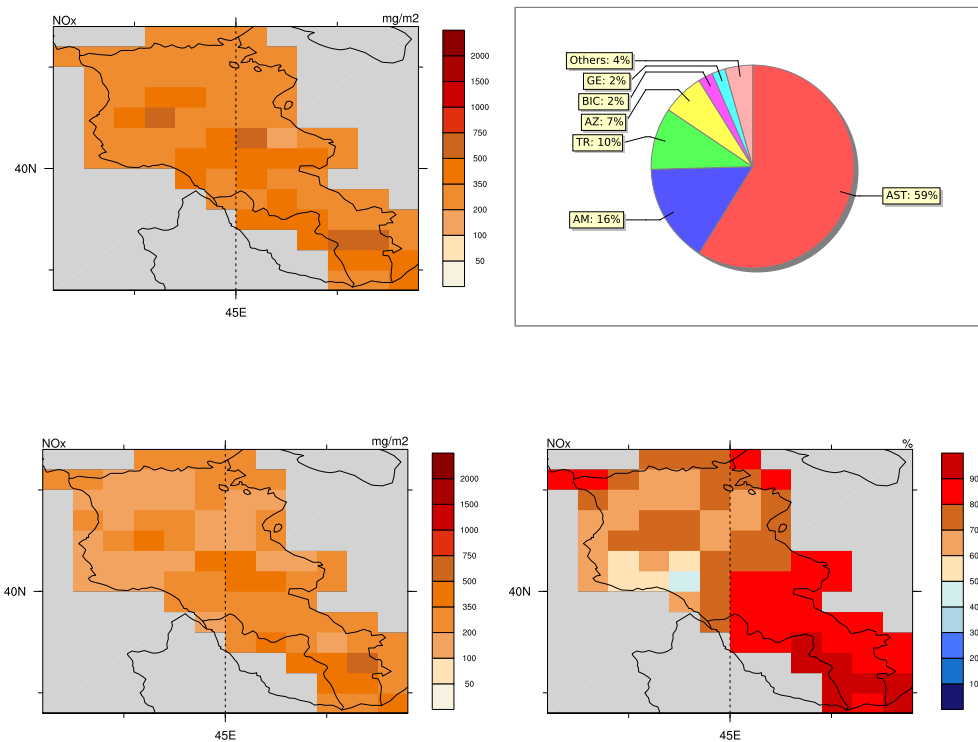 NOx mg/m2
2000
1500
1000
750
500
350
200
100
50
40N
45E
Others: 4%
GE: 2%
BIC: 2%
AZ: 7%
TR: 10%
AM: 16%
AST: 59%
NOx mg/m2
2000
1500
1000
750
500
350
200
100
50
40N
45E
NOx %
90
80
70
60
50
40
30
20
10
40N
45E